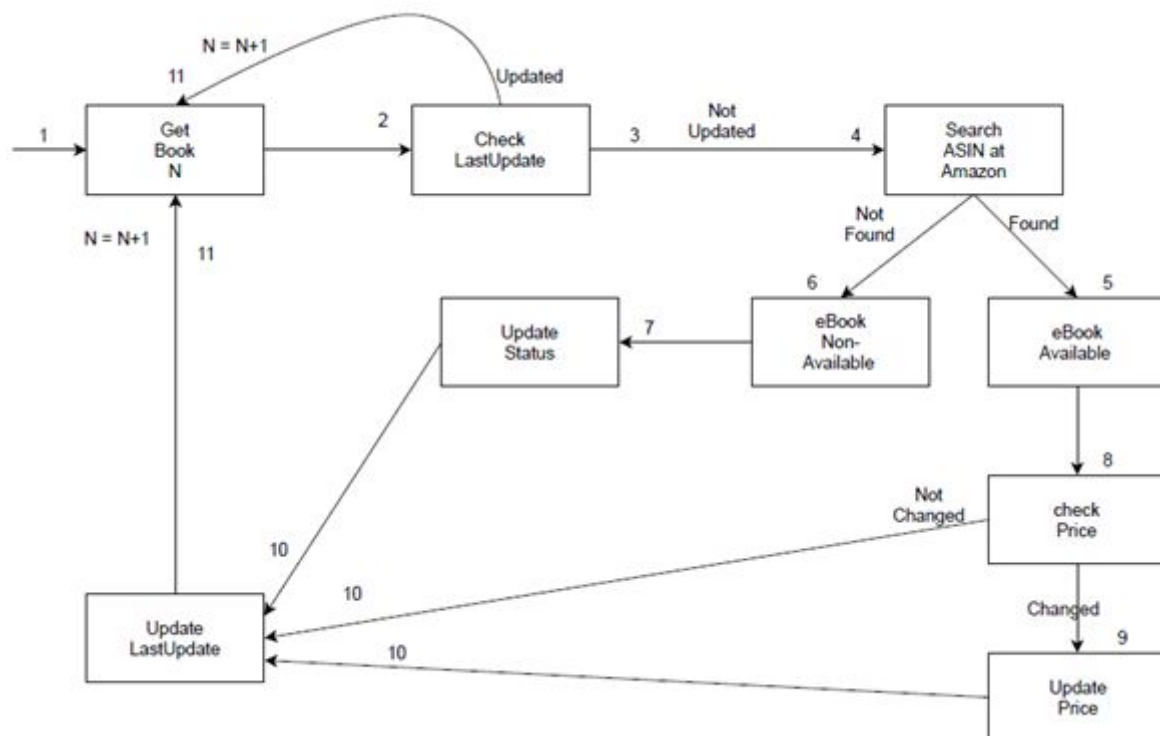 N = N+1
11
Updated
1
Get
Book
N
2
Check
LastUpdate
3
Not
Updated
4
Search
ASIN at
Amazon
N = N+1
11
Not
Found
Found
6
5
Update
Status
7
eBook
Non-
Available
eBook
Available
8
Not
Changed
check
Price
10
10
Changed
Update
LastUpdate
10
9
Update
Price